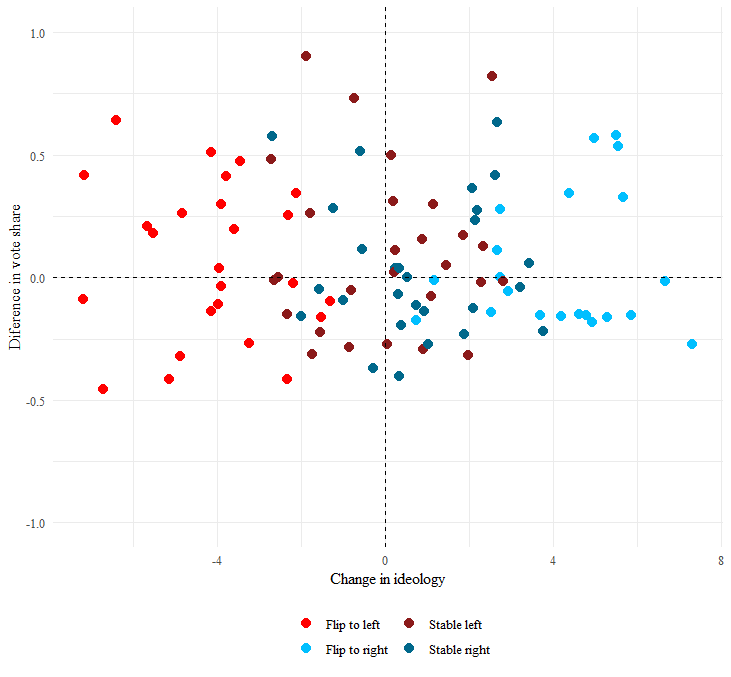 1.0
0.5
0.0
-0.5
-1.0
Diference in vote share
-4 0 4 8
Change in ideology
Flip to left Stable left
Flip to right Stable right